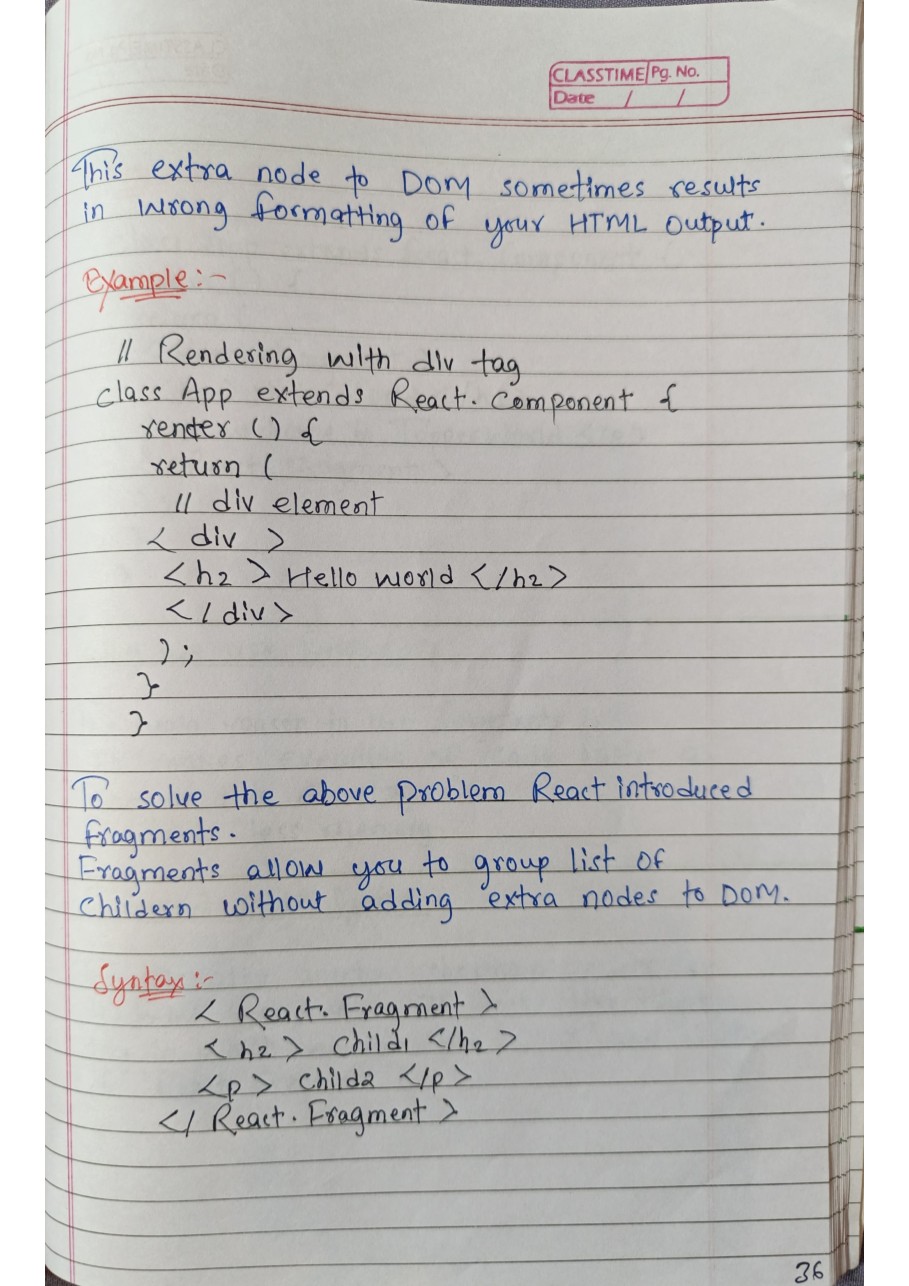 CLASSTIME Pg. No.
Date / /
This extra node to DOM sometimes results
in wrong formatting of your HTML output.
Example :-
// Rendering with div tag
class App extends React. Component {
render () {
return (
// div element
< div >
<h2 > Hello world </h2>
</ div>
);
}
}
To solve the above problem React introduced
fragments.
Fragments allow you to group list of
Childern without adding extra nodes to DOM.
Syntax :-
< React. Fragment >
<h2 > Child1 </h2 >
<p> Child2 </p>
</ React. Fragment >
36